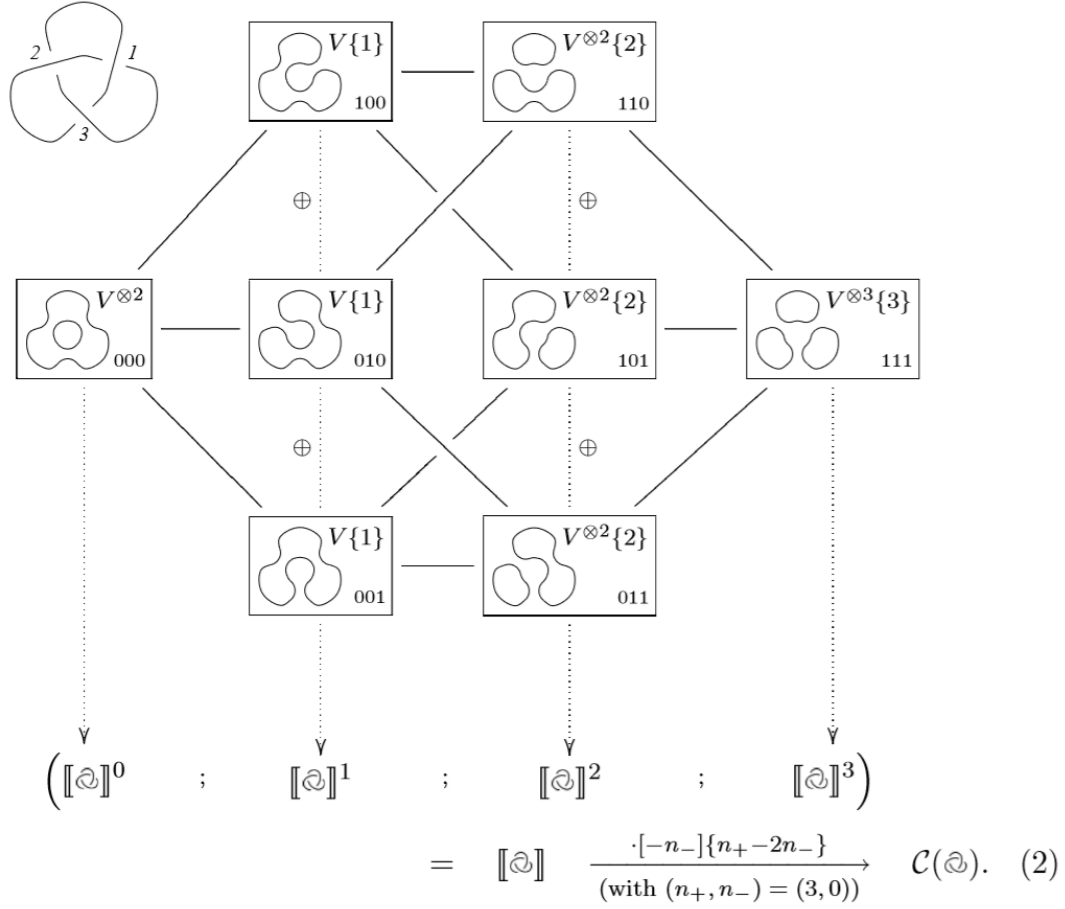 2 1 3
V{1} 100
V^{⊗2}{2} 110
⊕ ⊕
V^{⊗2} 000
V{1} 010
V^{⊗2}{2} 101
V^{⊗3}{3} 111
⊕ ⊕
V{1} 001
V^{⊗2}{2} 011
(⟦ ⟧^0 ; ⟦ ⟧^1 ; ⟦ ⟧^2 ; ⟦ ⟧^3)
·[−n_−]{n_+−2n_−}
= ⟦ ⟧ → 𝒞( ). (2)
(with (n_+, n_−) = (3, 0))